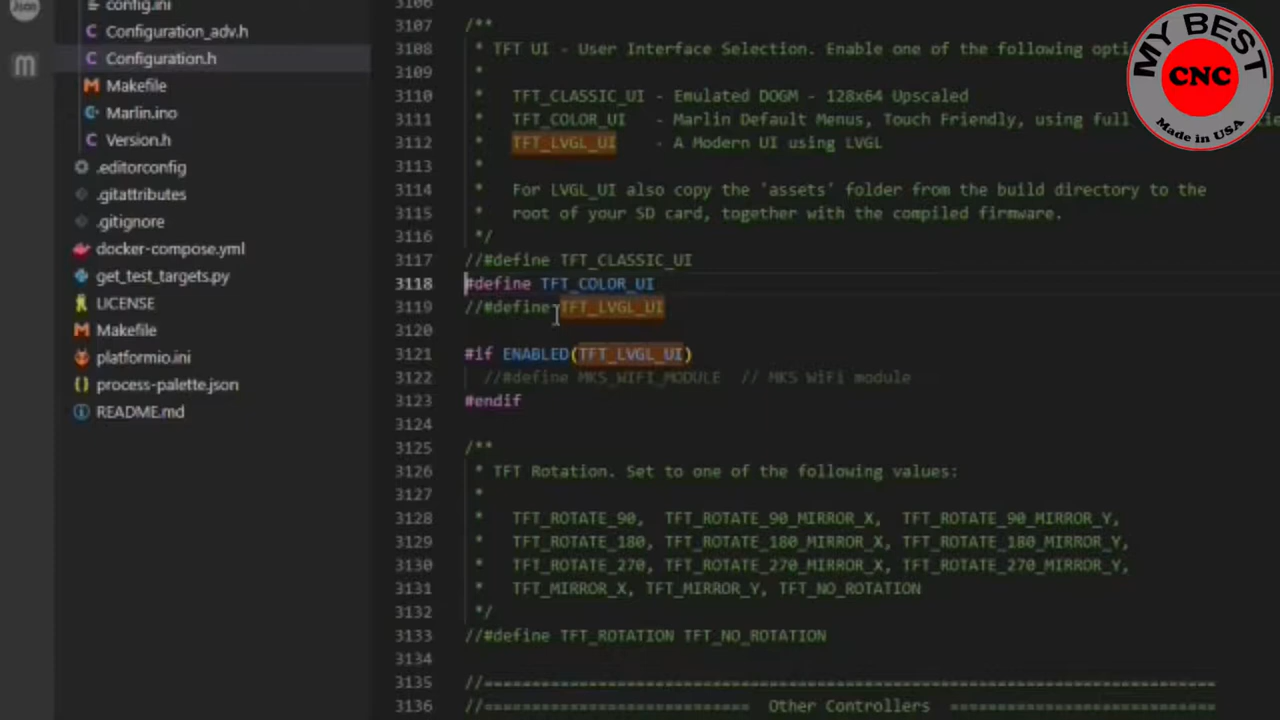 Json
config.ini
Configuration_adv.h
Configuration.h
Makefile
Marlin.ino
Version.h
.editorconfig
.gitattributes
.gitignore
docker-compose.yml
get_test_targets.py
LICENSE
Makefile
platformio.ini
process-palette.json
README.md
3106
3107 /**
3108 * TFT UI - User Interface Selection. Enable one of the following opti
3109 *
3110 * TFT_CLASSIC_UI - Emulated DOGM - 128x64 Upscaled
3111 * TFT_COLOR_UI - Marlin Default Menus, Touch Friendly, using full
3112 * TFT_LVGL_UI - A Modern UI using LVGL
3113 *
3114 * For LVGL_UI also copy the 'assets' folder from the build directory to the
3115 * root of your SD card, together with the compiled firmware.
3116 */
3117 //#define TFT_CLASSIC_UI
3118 #define TFT_COLOR_UI
3119 //#define TFT_LVGL_UI
3120
3121 #if ENABLED(TFT_LVGL_UI)
3122 //#define MKS_WIFI_MODULE // MKS WiFi module
3123 #endif
3124
3125 /**
3126 * TFT Rotation. Set to one of the following values:
3127 *
3128 * TFT_ROTATE_90, TFT_ROTATE_90_MIRROR_X, TFT_ROTATE_90_MIRROR_Y,
3129 * TFT_ROTATE_180, TFT_ROTATE_180_MIRROR_X, TFT_ROTATE_180_MIRROR_Y,
3130 * TFT_ROTATE_270, TFT_ROTATE_270_MIRROR_X, TFT_ROTATE_270_MIRROR_Y,
3131 * TFT_MIRROR_X, TFT_MIRROR_Y, TFT_NO_ROTATION
3132 */
3133 //#define TFT_ROTATION TFT_NO_ROTATION
3134
3135 //=============================================================================
3136 //============================ Other Controllers ============================
MY BEST
CNC
Made in USA